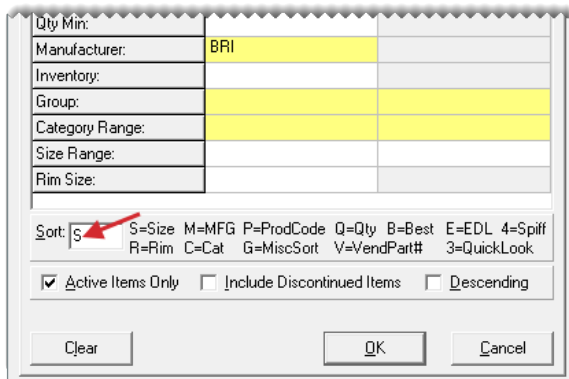 Qty Min:
Manufacturer: BRI
Inventory:
Group:
Category Range:
Size Range:
Rim Size:
Sort: S S=Size M=MFG P=ProdCode Q=Qty B=Best E=EDL 4=Spiff
R=Rim C=Cat G=MiscSort V=VendPart# 3=QuickLook
Active Items Only Include Discontinued Items Descending
Clear OK Cancel